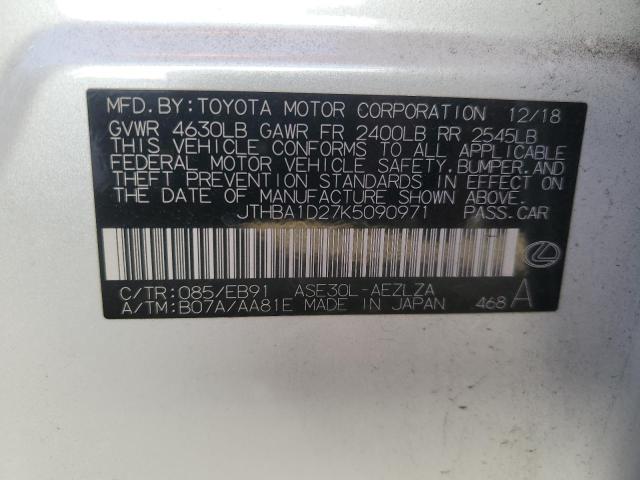 MFD. BY: TOYOTA MOTOR CORPORATION 12/18
GVWR 4630LB GAWR FR 2400LB RR 2545LB
THIS VEHICLE CONFORMS TO ALL APPLICABLE
FEDERAL MOTOR VEHICLE SAFETY, BUMPER, AND
THEFT PREVENTION STANDARDS IN EFFECT ON
THE DATE OF MANUFACTURE SHOWN ABOVE.
JTHBA1D27K5090971 PASS. CAR
C/TR: 085/EB91 ASE30L-AEZLZA
A/TM: B07A/AA81E MADE IN JAPAN 468 A